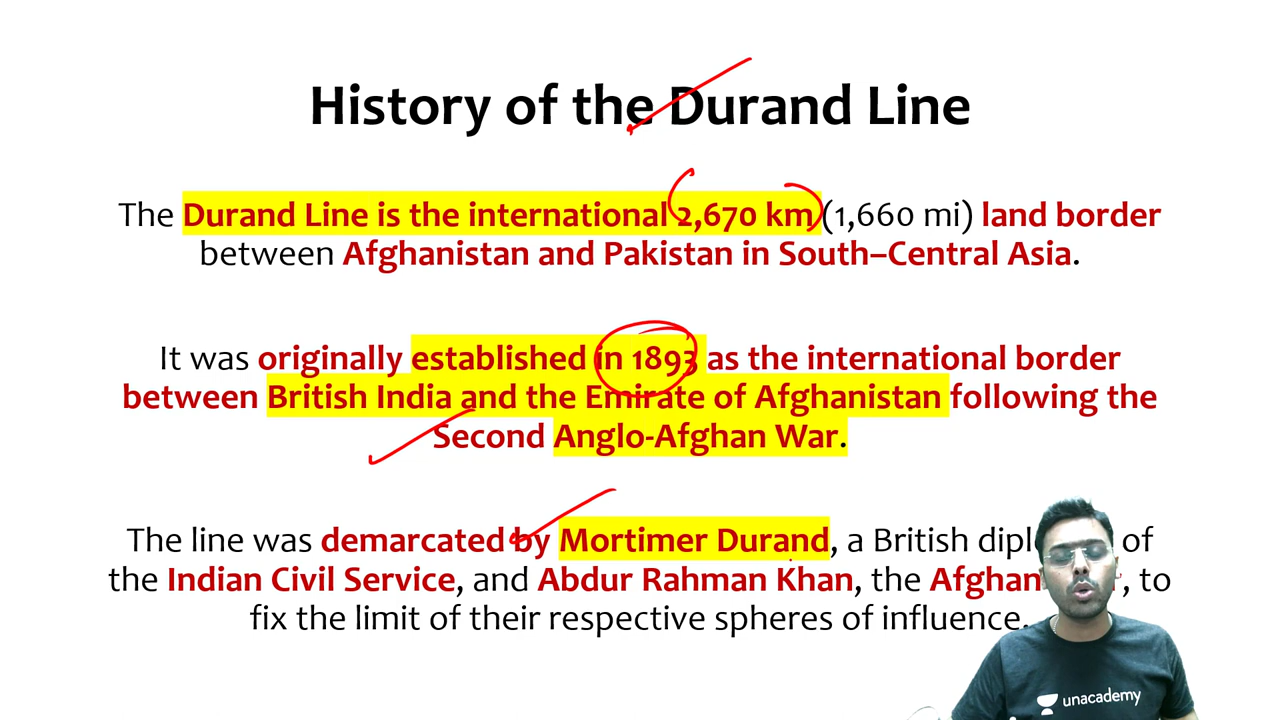 History of the Durand Line
The Durand Line is the international 2,670 km (1,660 mi) land border
between Afghanistan and Pakistan in South–Central Asia.
It was originally established in 1893 as the international border
between British India and the Emirate of Afghanistan following the
Second Anglo-Afghan War.
The line was demarcated by Mortimer Durand, a British of
the Indian Civil Service, and Abdur Rahman Khan, the to
fix the limit of their respective spheres of influence.
unacademy